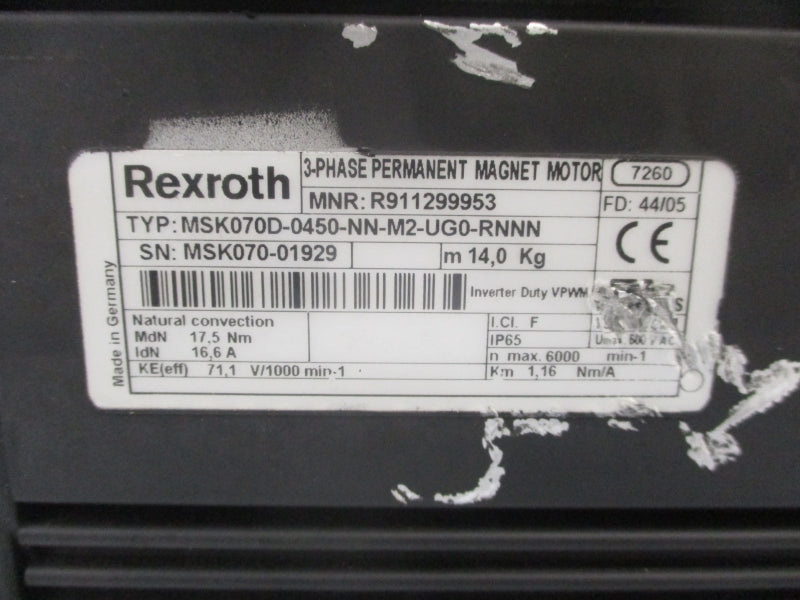 Rexroth
3-PHASE PERMANENT MAGNET MOTOR
7260
MNR: R911299953
FD: 44/05
TYP: MSK070D-0450-NN-M2-UG0-RNNN
CE
SN: MSK070-01929
m 14,0 Kg
Inverter Duty VPWM
S
Made in Germany
Natural convection
I.Cl. F
MdN 17,5 Nm
IP65
IdN 16,6 A
n max. 6000 min-1
KE(eff) 71,1 V/1000 min-1
Km 1,16 Nm/A